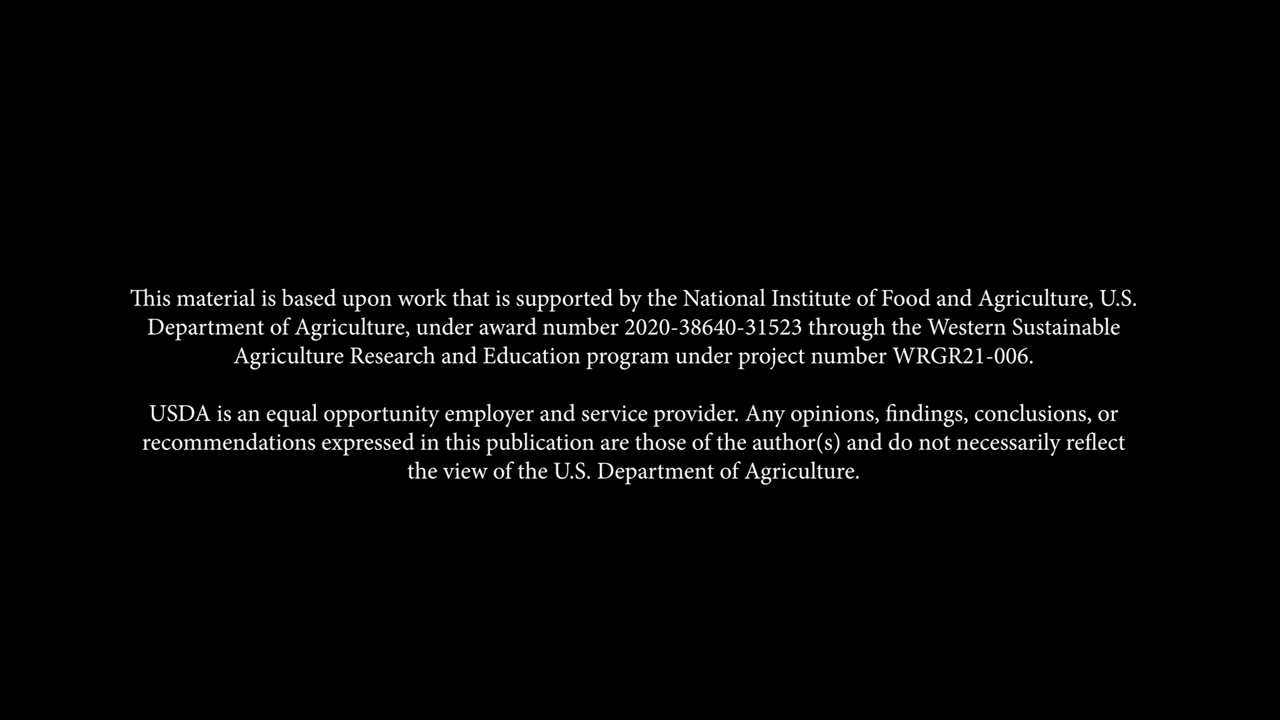 This material is based upon work that is supported by the National Institute of Food and Agriculture, U.S.
Department of Agriculture, under award number 2020-38640-31523 through the Western Sustainable
Agriculture Research and Education program under project number WRGR21-006.
USDA is an equal opportunity employer and service provider. Any opinions, findings, conclusions, or
recommendations expressed in this publication are those of the author(s) and do not necessarily reflect
the view of the U.S. Department of Agriculture.